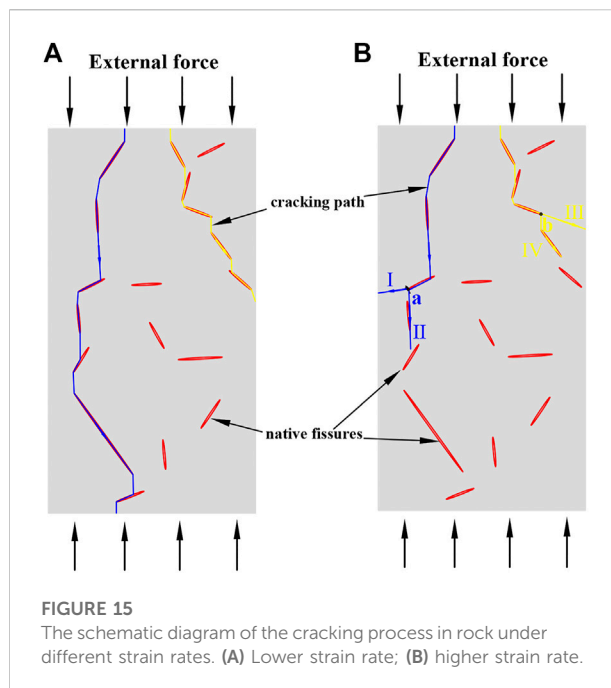 A
External force
B
External force
cracking path
III
b
IV
I
a
II
native fissures
FIGURE 15
The schematic diagram of the cracking process in rock under
different strain rates. (A) Lower strain rate; (B) higher strain rate.